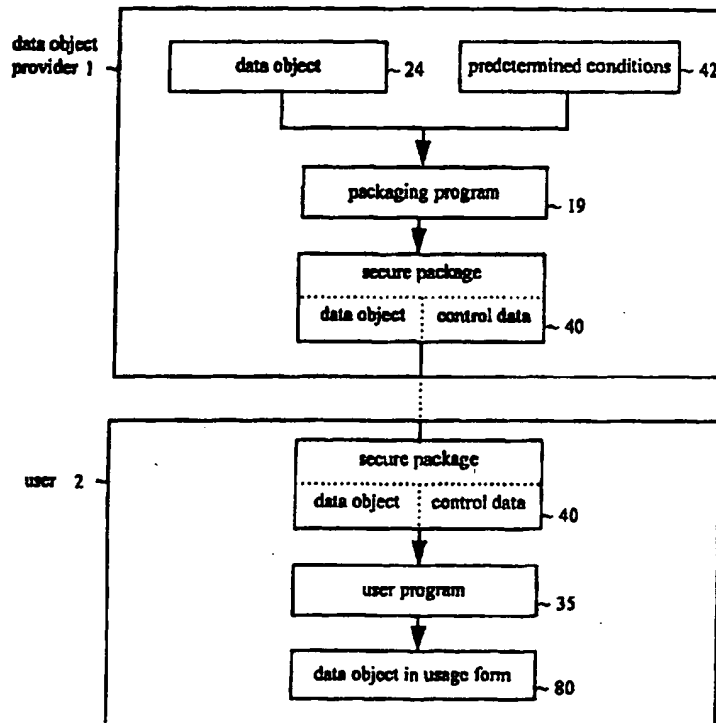 data object
provider 1
data object
24
predetermined conditions
42
packaging program
19
secure package
data object control data
40
user 2
secure package
data object control data
40
user program
35
data object in usage form
80